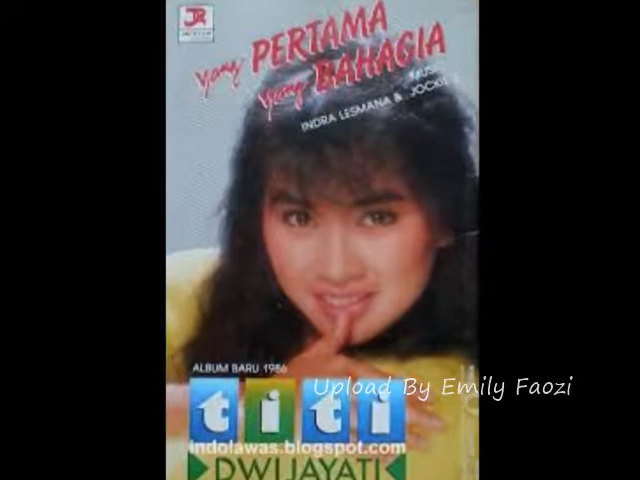 JR
yang PERTAMA
yang BAHAGIA
INDRA LESMANA & JOCKIE
ALBUM BARU 1986
Upload By Emily Faozi
titi
indolawas.blogspot.com
DWIJAYATI